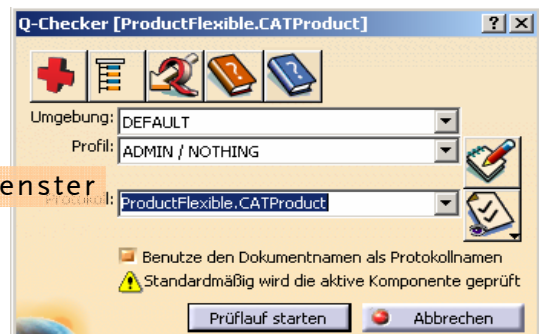 Q-Checker [ProductFlexible.CATProduct]
Umgebung: DEFAULT
Profil: ADMIN / NOTHING
enster
Protokoll: ProductFlexible.CATProduct
Benutze den Dokumentnamen als Protokollnamen
Standardmäßig wird die aktive Komponente geprüft
Prüflauf starten Abbrechen